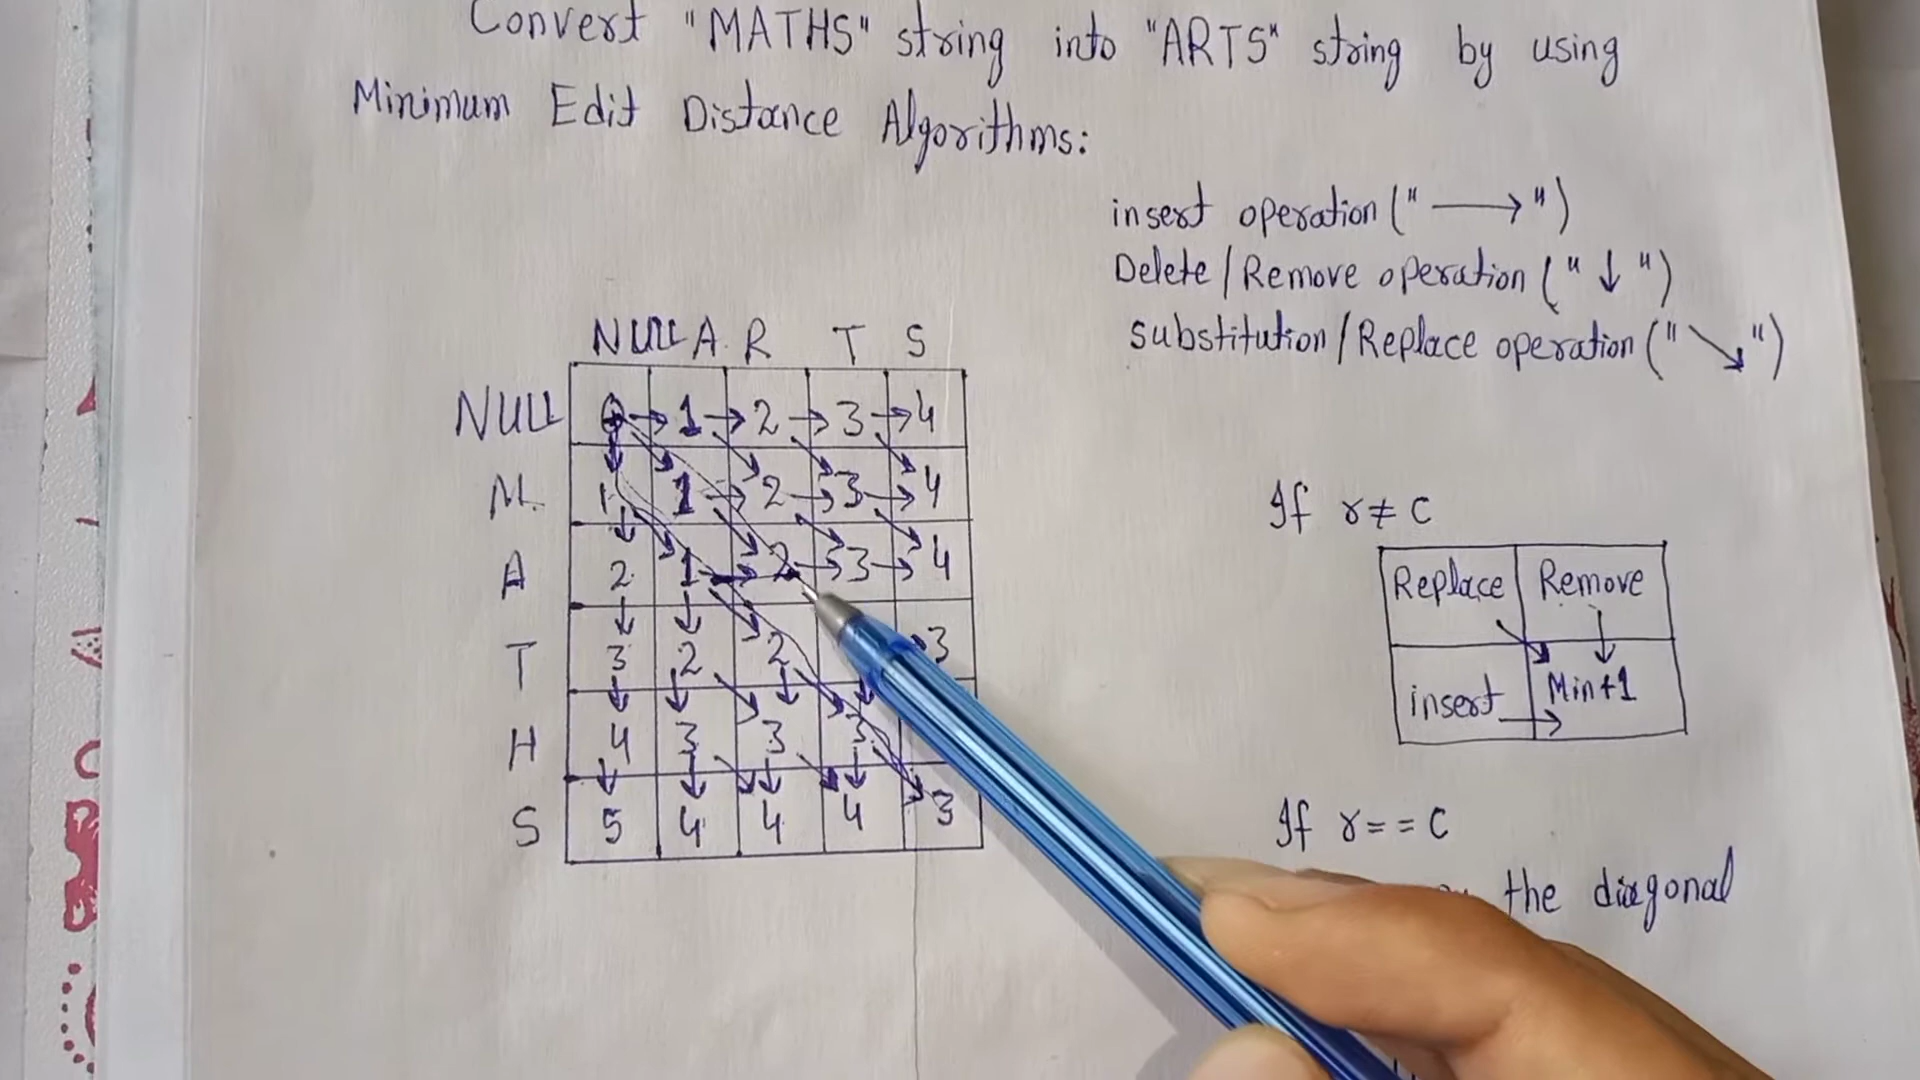 Convert "MATHS" string into "ARTS" string by using
Minimum Edit Distance Algorithms:
insert operation ("⟶")
Delete/Remove operation ("↓")
substitution/Replace operation ("↘")
NULL A R T S
NULL 0 → 1 → 2 → 3 → 4
M 1 1 → 2 → 3 → 4
A 2 1 → 2 → 3 → 4
T 3 2 2 3
H 4 3 3 3
S 5 4 4 4 3
If r ≠ c
Replace Remove
insert → Min+1
If r == c
the diagonal